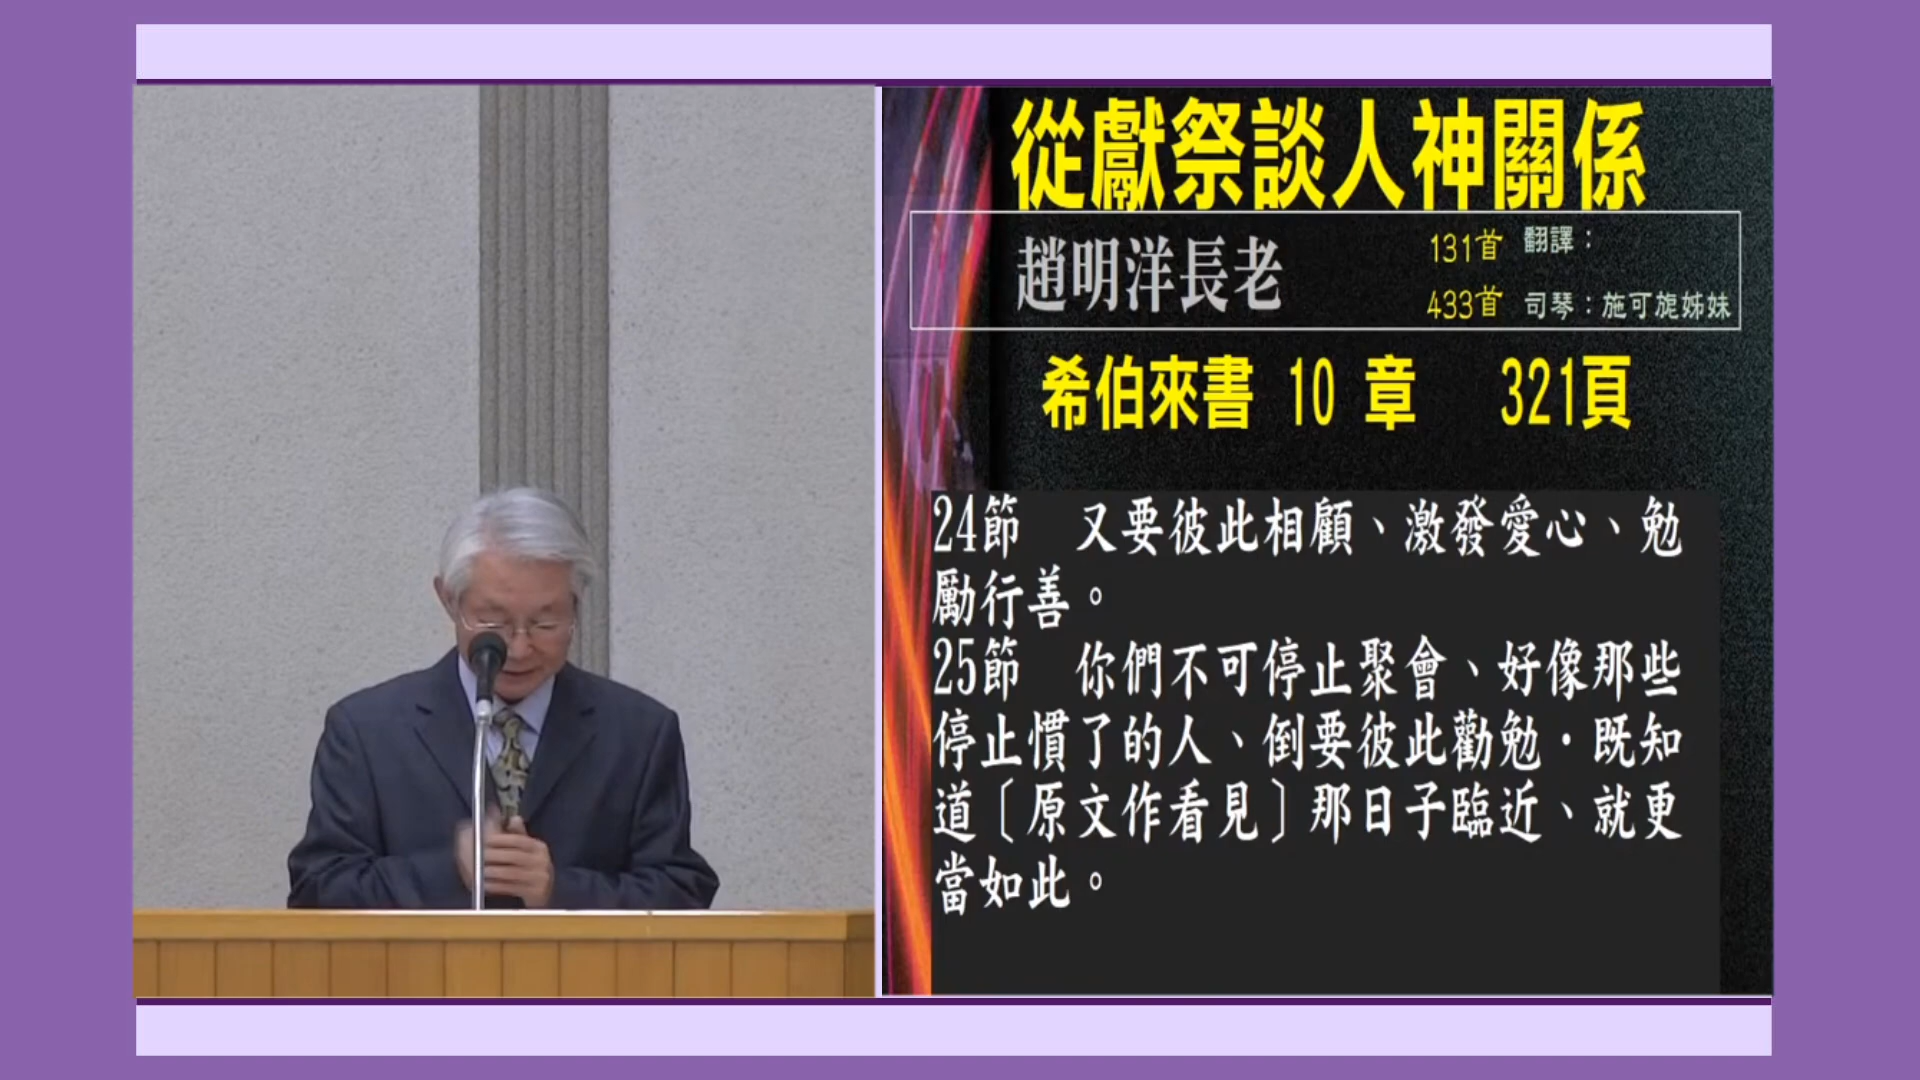 從獻祭談人神關係
趙明洋長老
131首 翻譯：
433首 司琴：施可旎姊妹
希伯來書 10 章 321頁
24節 又要彼此相顧、激發愛心、勉
勵行善。
25節 你們不可停止聚會、好像那些
停止慣了的人、倒要彼此勸勉．既知
道〔原文作看見〕那日子臨近、就更
當如此。